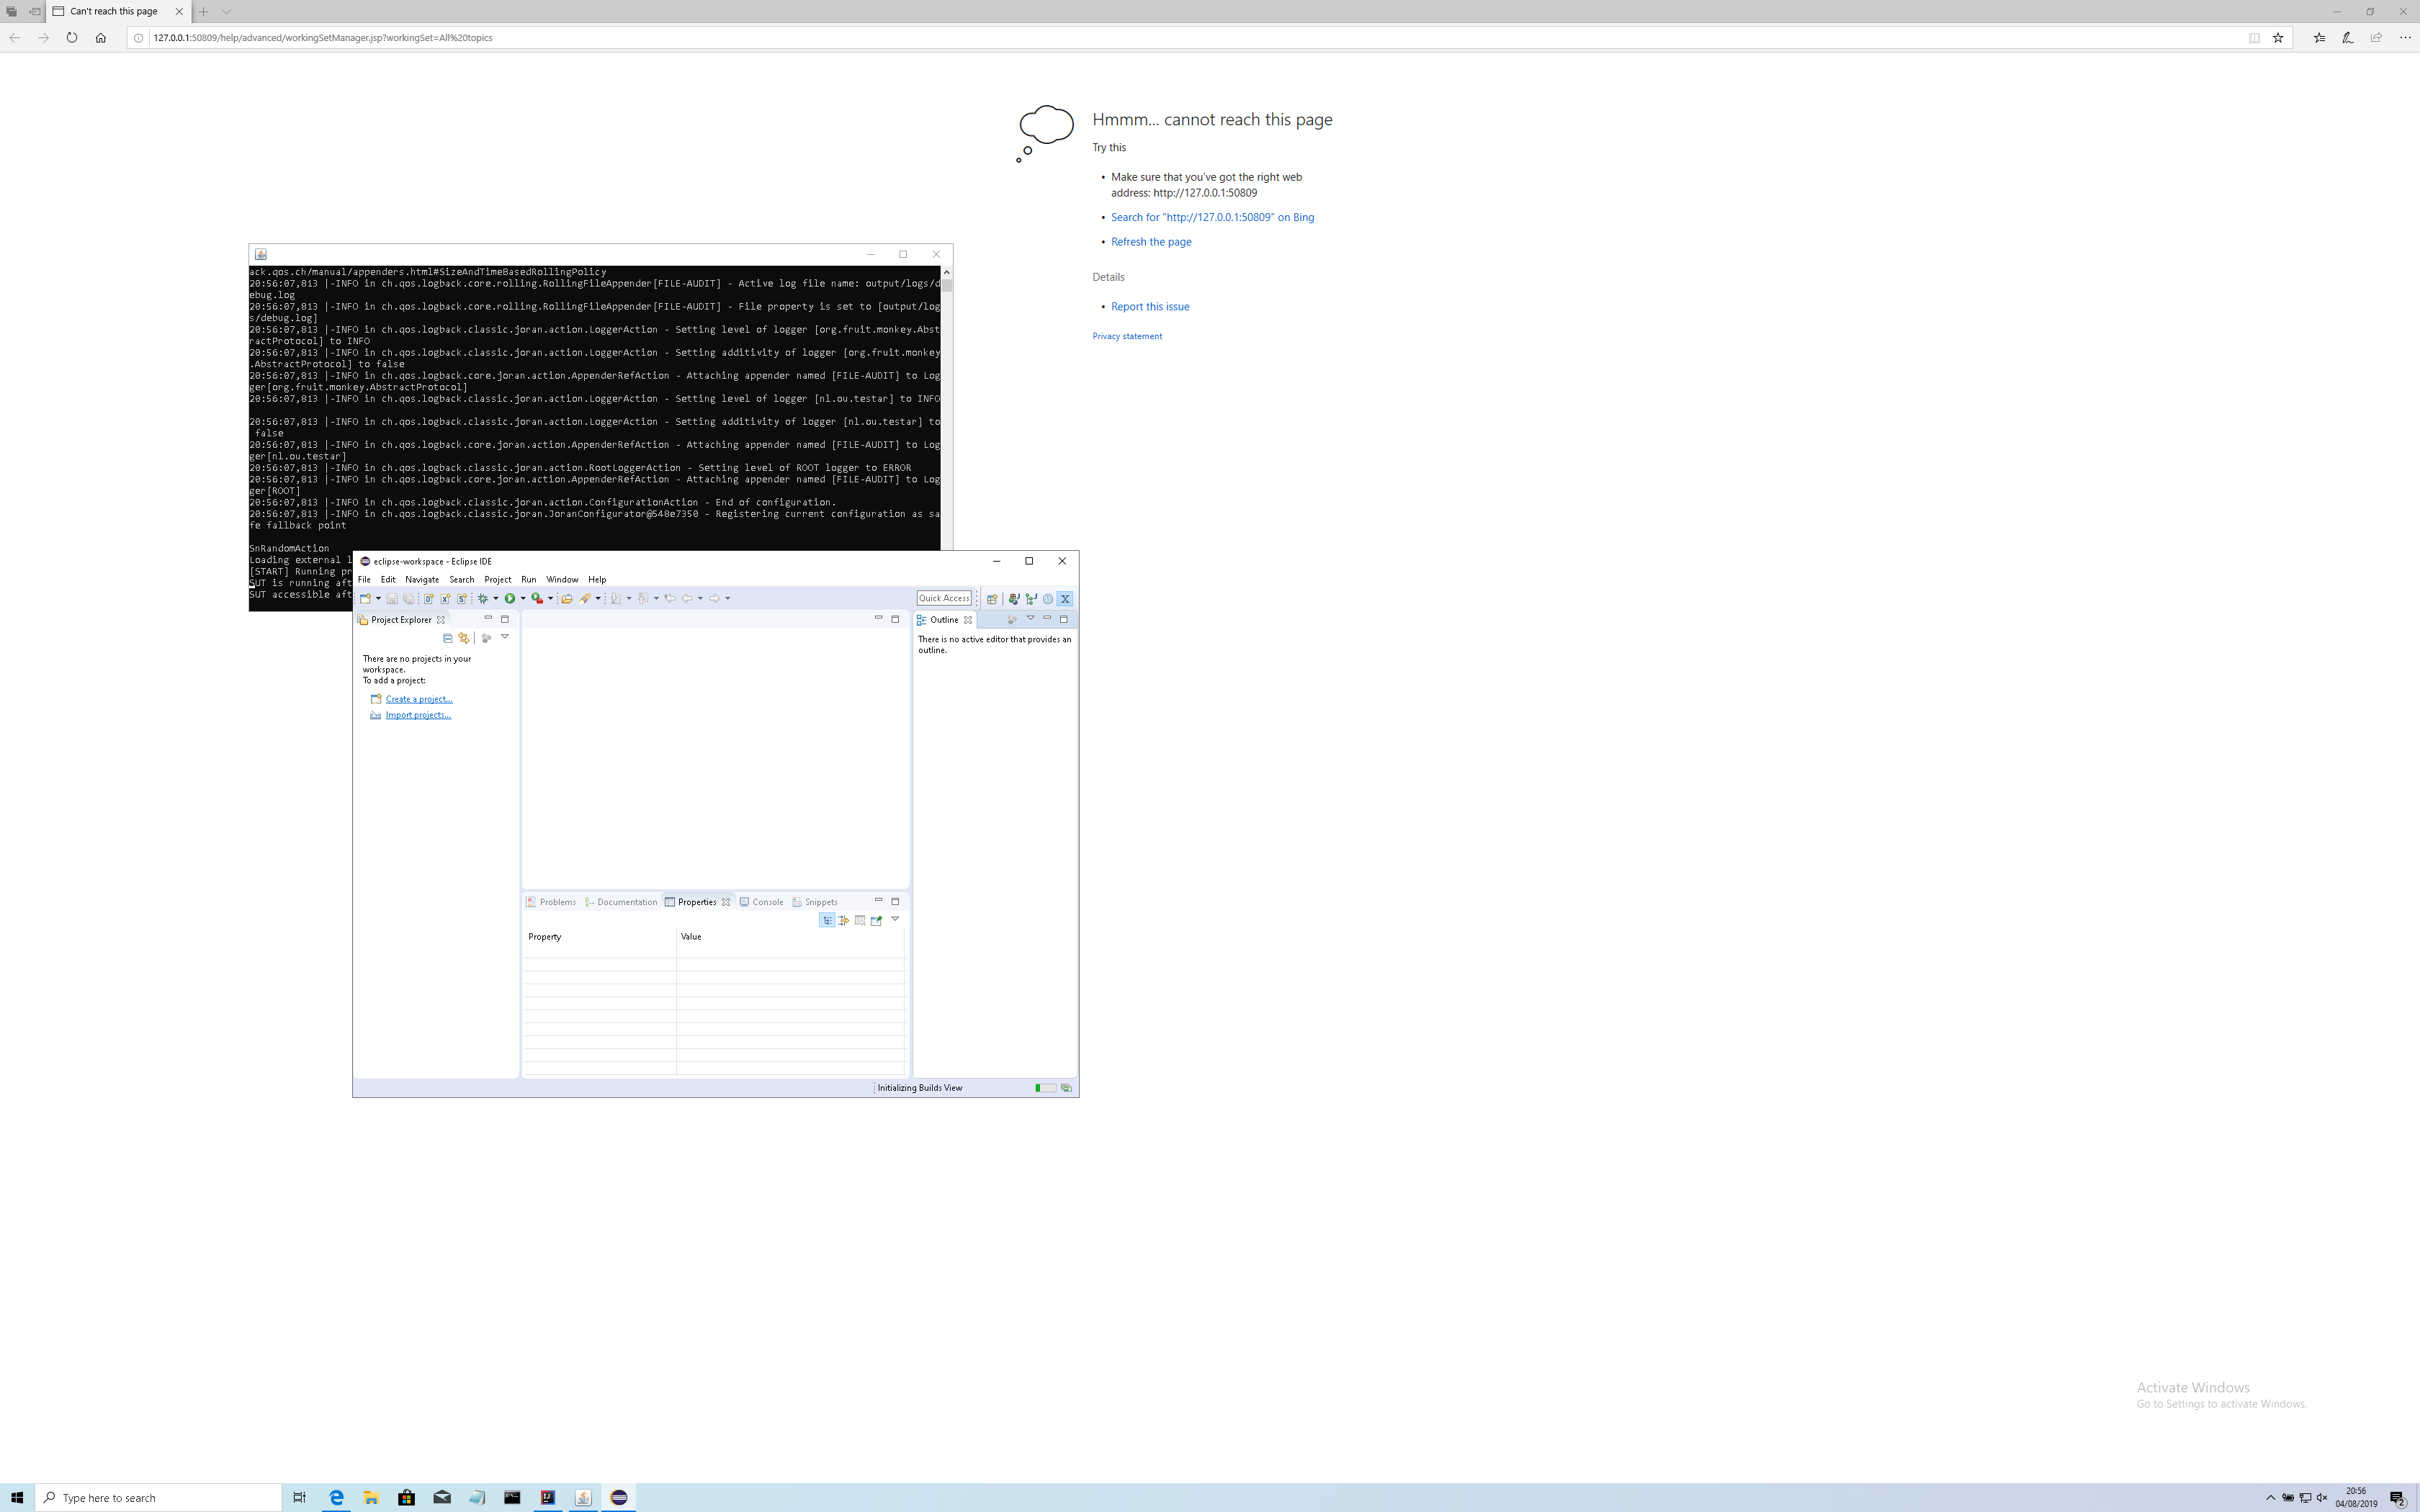 Can't reach this page
127.0.0.1:50809/help/advanced/workingSetManager.jsp?workingSet=All%20topics
Hmmm... cannot reach this page
Try this
• Make sure that you've got the right web
address: http://127.0.0.1:50809
• Search for "http://127.0.0.1:50809" on Bing
• Refresh the page
Details
• Report this issue
Privacy statement
ack.qos.ch/manual/appenders.html#SizeAndTimeBasedRollingPolicy
20:56:07,813 |-INFO in ch.qos.logback.core.rolling.RollingFileAppender[FILE-AUDIT] - Active log file name: output/logs/d
ebug.log
20:56:07,813 |-INFO in ch.qos.logback.core.rolling.RollingFileAppender[FILE-AUDIT] - File property is set to [output/log
s/debug.log]
20:56:07,813 |-INFO in ch.qos.logback.classic.joran.action.LoggerAction - Setting level of logger [org.fruit.monkey.Abst
ractProtocol] to INFO
20:56:07,813 |-INFO in ch.qos.logback.classic.joran.action.LoggerAction - Setting additivity of logger [org.fruit.monkey
.AbstractProtocol] to false
20:56:07,813 |-INFO in ch.qos.logback.core.joran.action.AppenderRefAction - Attaching appender named [FILE-AUDIT] to Log
ger[org.fruit.monkey.AbstractProtocol]
20:56:07,813 |-INFO in ch.qos.logback.classic.joran.action.LoggerAction - Setting level of logger [nl.ou.testar] to INFO
20:56:07,813 |-INFO in ch.qos.logback.classic.joran.action.LoggerAction - Setting additivity of logger [nl.ou.testar] to
false
20:56:07,813 |-INFO in ch.qos.logback.core.joran.action.AppenderRefAction - Attaching appender named [FILE-AUDIT] to Log
ger[nl.ou.testar]
20:56:07,813 |-INFO in ch.qos.logback.classic.joran.action.RootLoggerAction - Setting level of ROOT logger to ERROR
20:56:07,813 |-INFO in ch.qos.logback.core.joran.action.AppenderRefAction - Attaching appender named [FILE-AUDIT] to Log
ger[ROOT]
20:56:07,813 |-INFO in ch.qos.logback.classic.joran.action.ConfigurationAction - End of configuration.
20:56:07,813 |-INFO in ch.qos.logback.classic.joran.JoranConfigurator@548e7350 - Registering current configuration as sa
fe fallback point
SnRandomAction
Loading external l
[START] Running pr
SUT is running aft
SUT accessible aft
eclipse-workspace - Eclipse IDE
File Edit Navigate Search Project Run Window Help
Quick Access
Project Explorer
There are no projects in your
workspace.
To add a project:
Create a project...
Import projects...
Outline
There is no active editor that provides an
outline.
Problems Documentation Properties Console Snippets
Property Value
Initializing Builds View
Activate Windows
Go to Settings to activate Windows.
Type here to search
20:56
04/08/2019
2